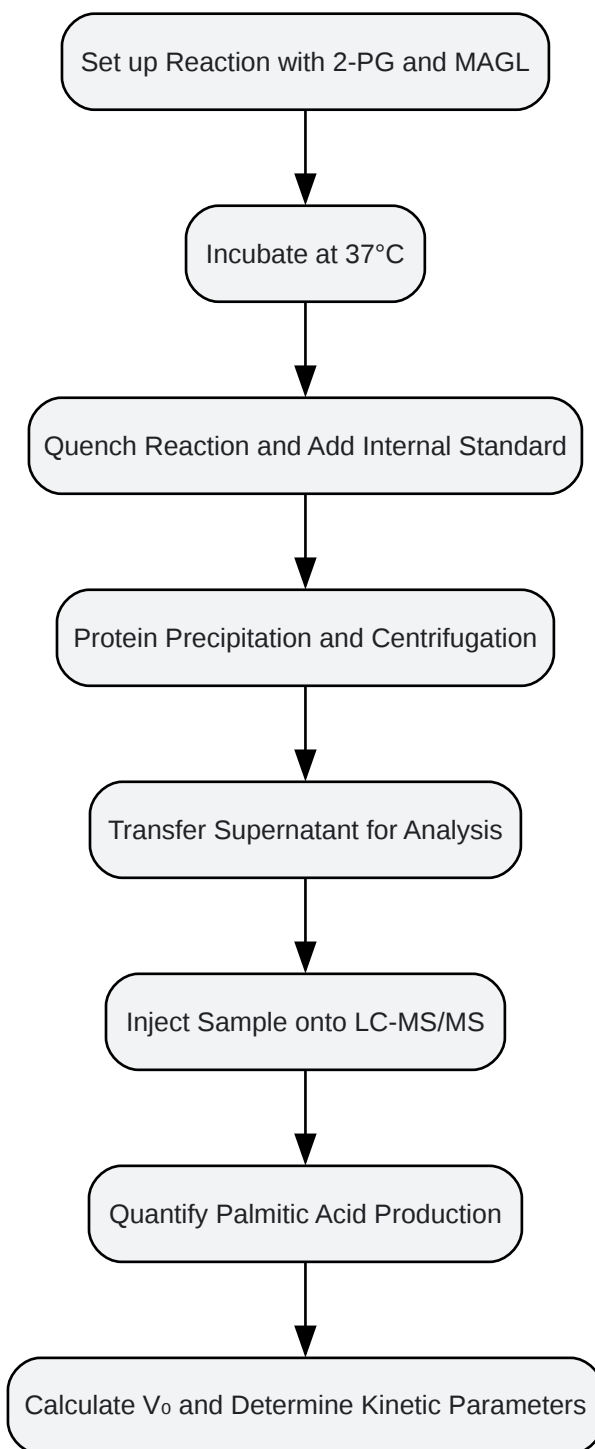 Set up Reaction with 2-PG and MAGL
Incubate at 37°C
Quench Reaction and Add Internal Standard
Protein Precipitation and Centrifugation
Transfer Supernatant for Analysis
Inject Sample onto LC-MS/MS
Quantify Palmitic Acid Production
Calculate V₀ and Determine Kinetic Parameters